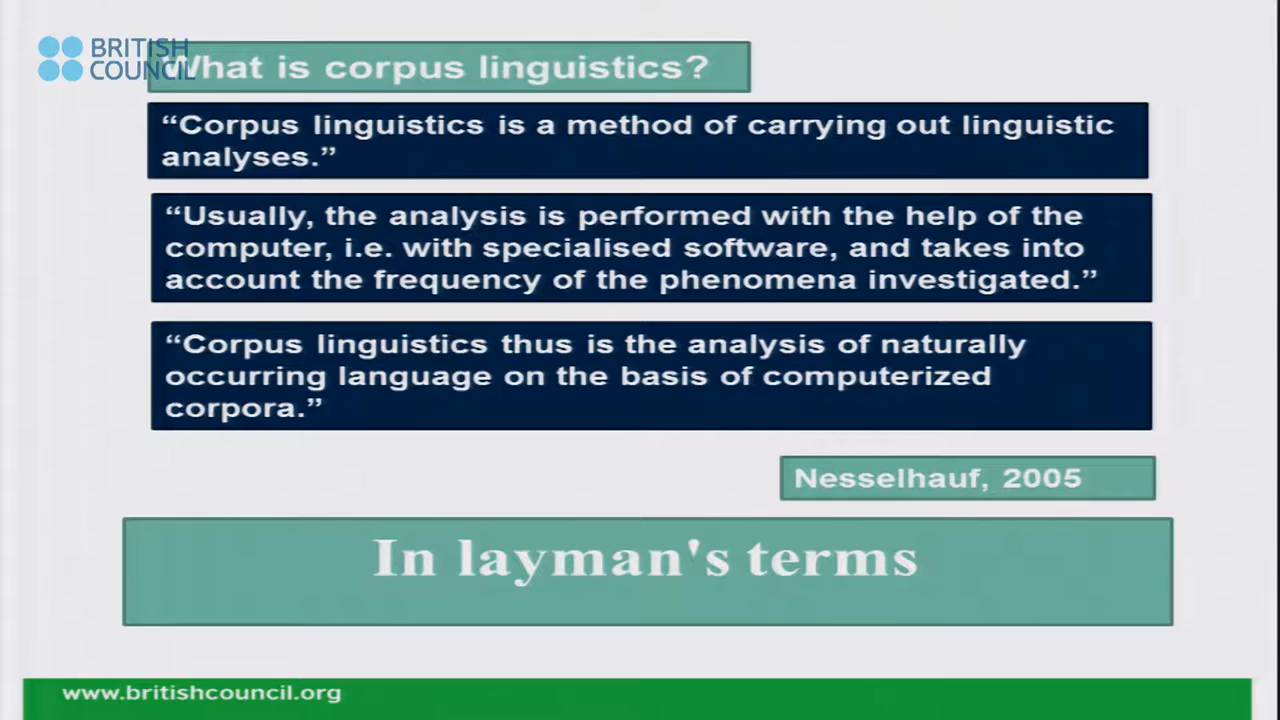 BRITISH
COUNCIL
What is corpus linguistics?
“Corpus linguistics is a method of carrying out linguistic
analyses.”
“Usually, the analysis is performed with the help of the
computer, i.e. with specialised software, and takes into
account the frequency of the phenomena investigated.”
“Corpus linguistics thus is the analysis of naturally
occurring language on the basis of computerized
corpora.”
Nesselhauf, 2005
In layman's terms
www.britishcouncil.org